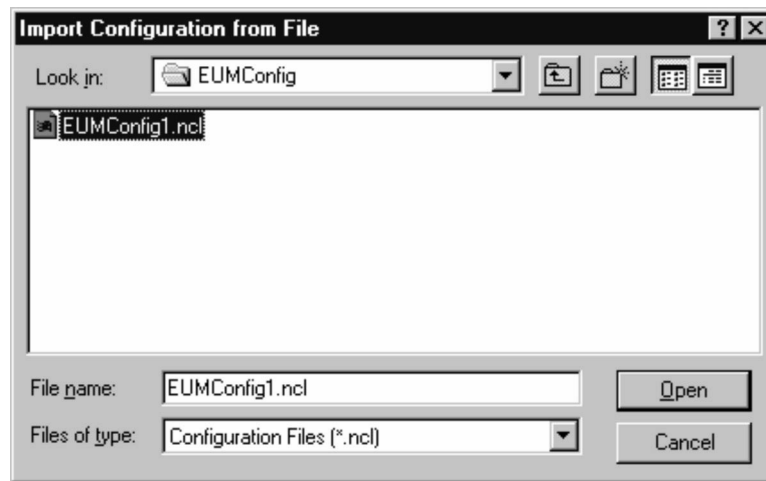 Import Configuration from File
Look in: EUMConfig
EUMConfig1.ncl
File name: EUMConfig1.ncl Open
Files of type: Configuration Files (*.ncl) Cancel